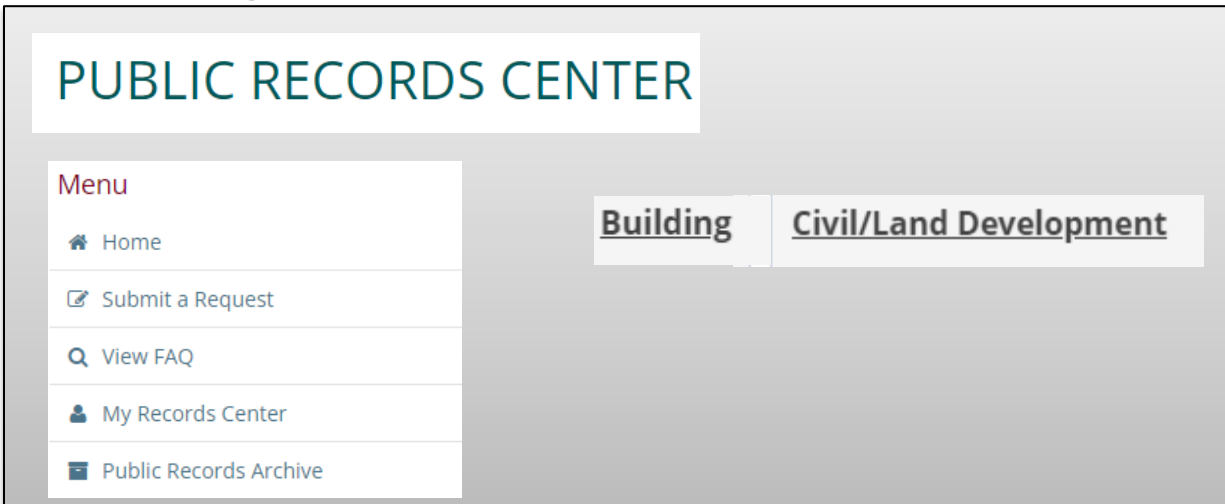 PUBLIC RECORDS CENTER
Menu
Home
Submit a Request
View FAQ
My Records Center
Public Records Archive
Building Civil/Land Development